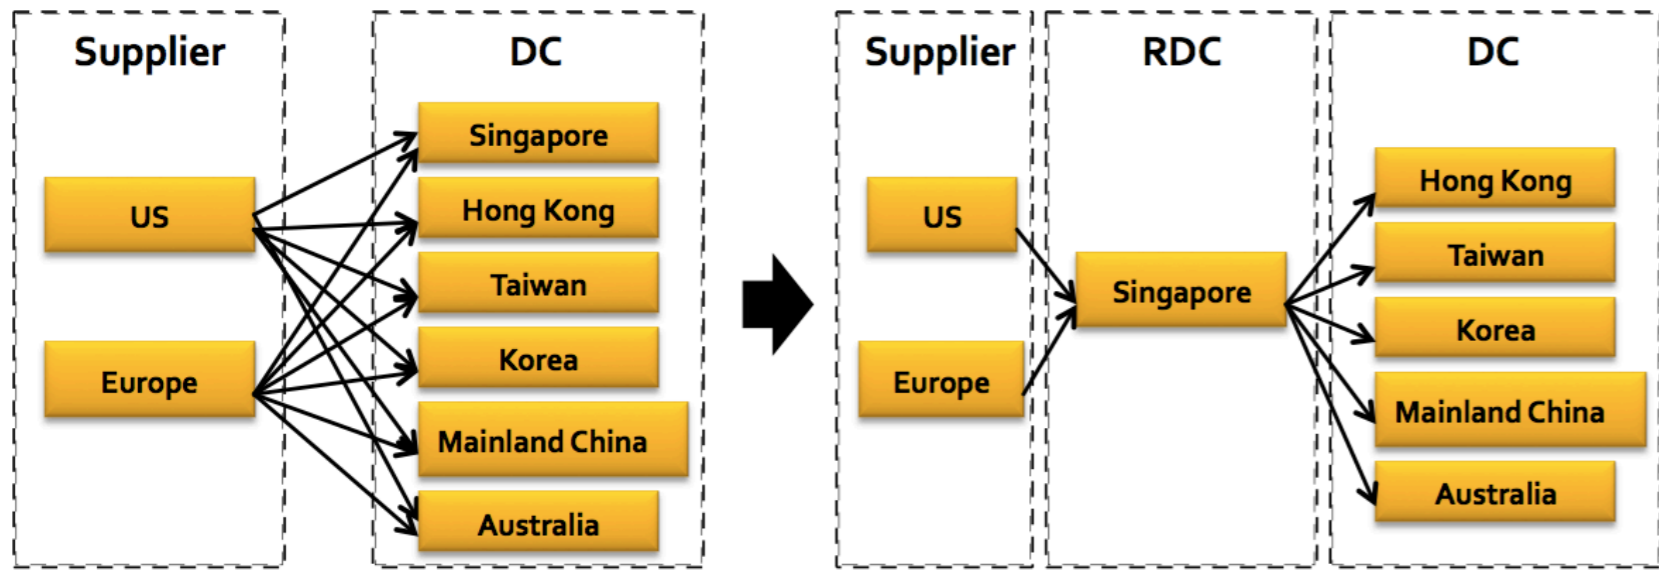 Supplier
DC
Singapore
Hong Kong
Taiwan
Korea
Mainland China
Australia
US
Europe
Supplier
RDC
DC
US
Europe
Singapore
Hong Kong
Taiwan
Korea
Mainland China
Australia